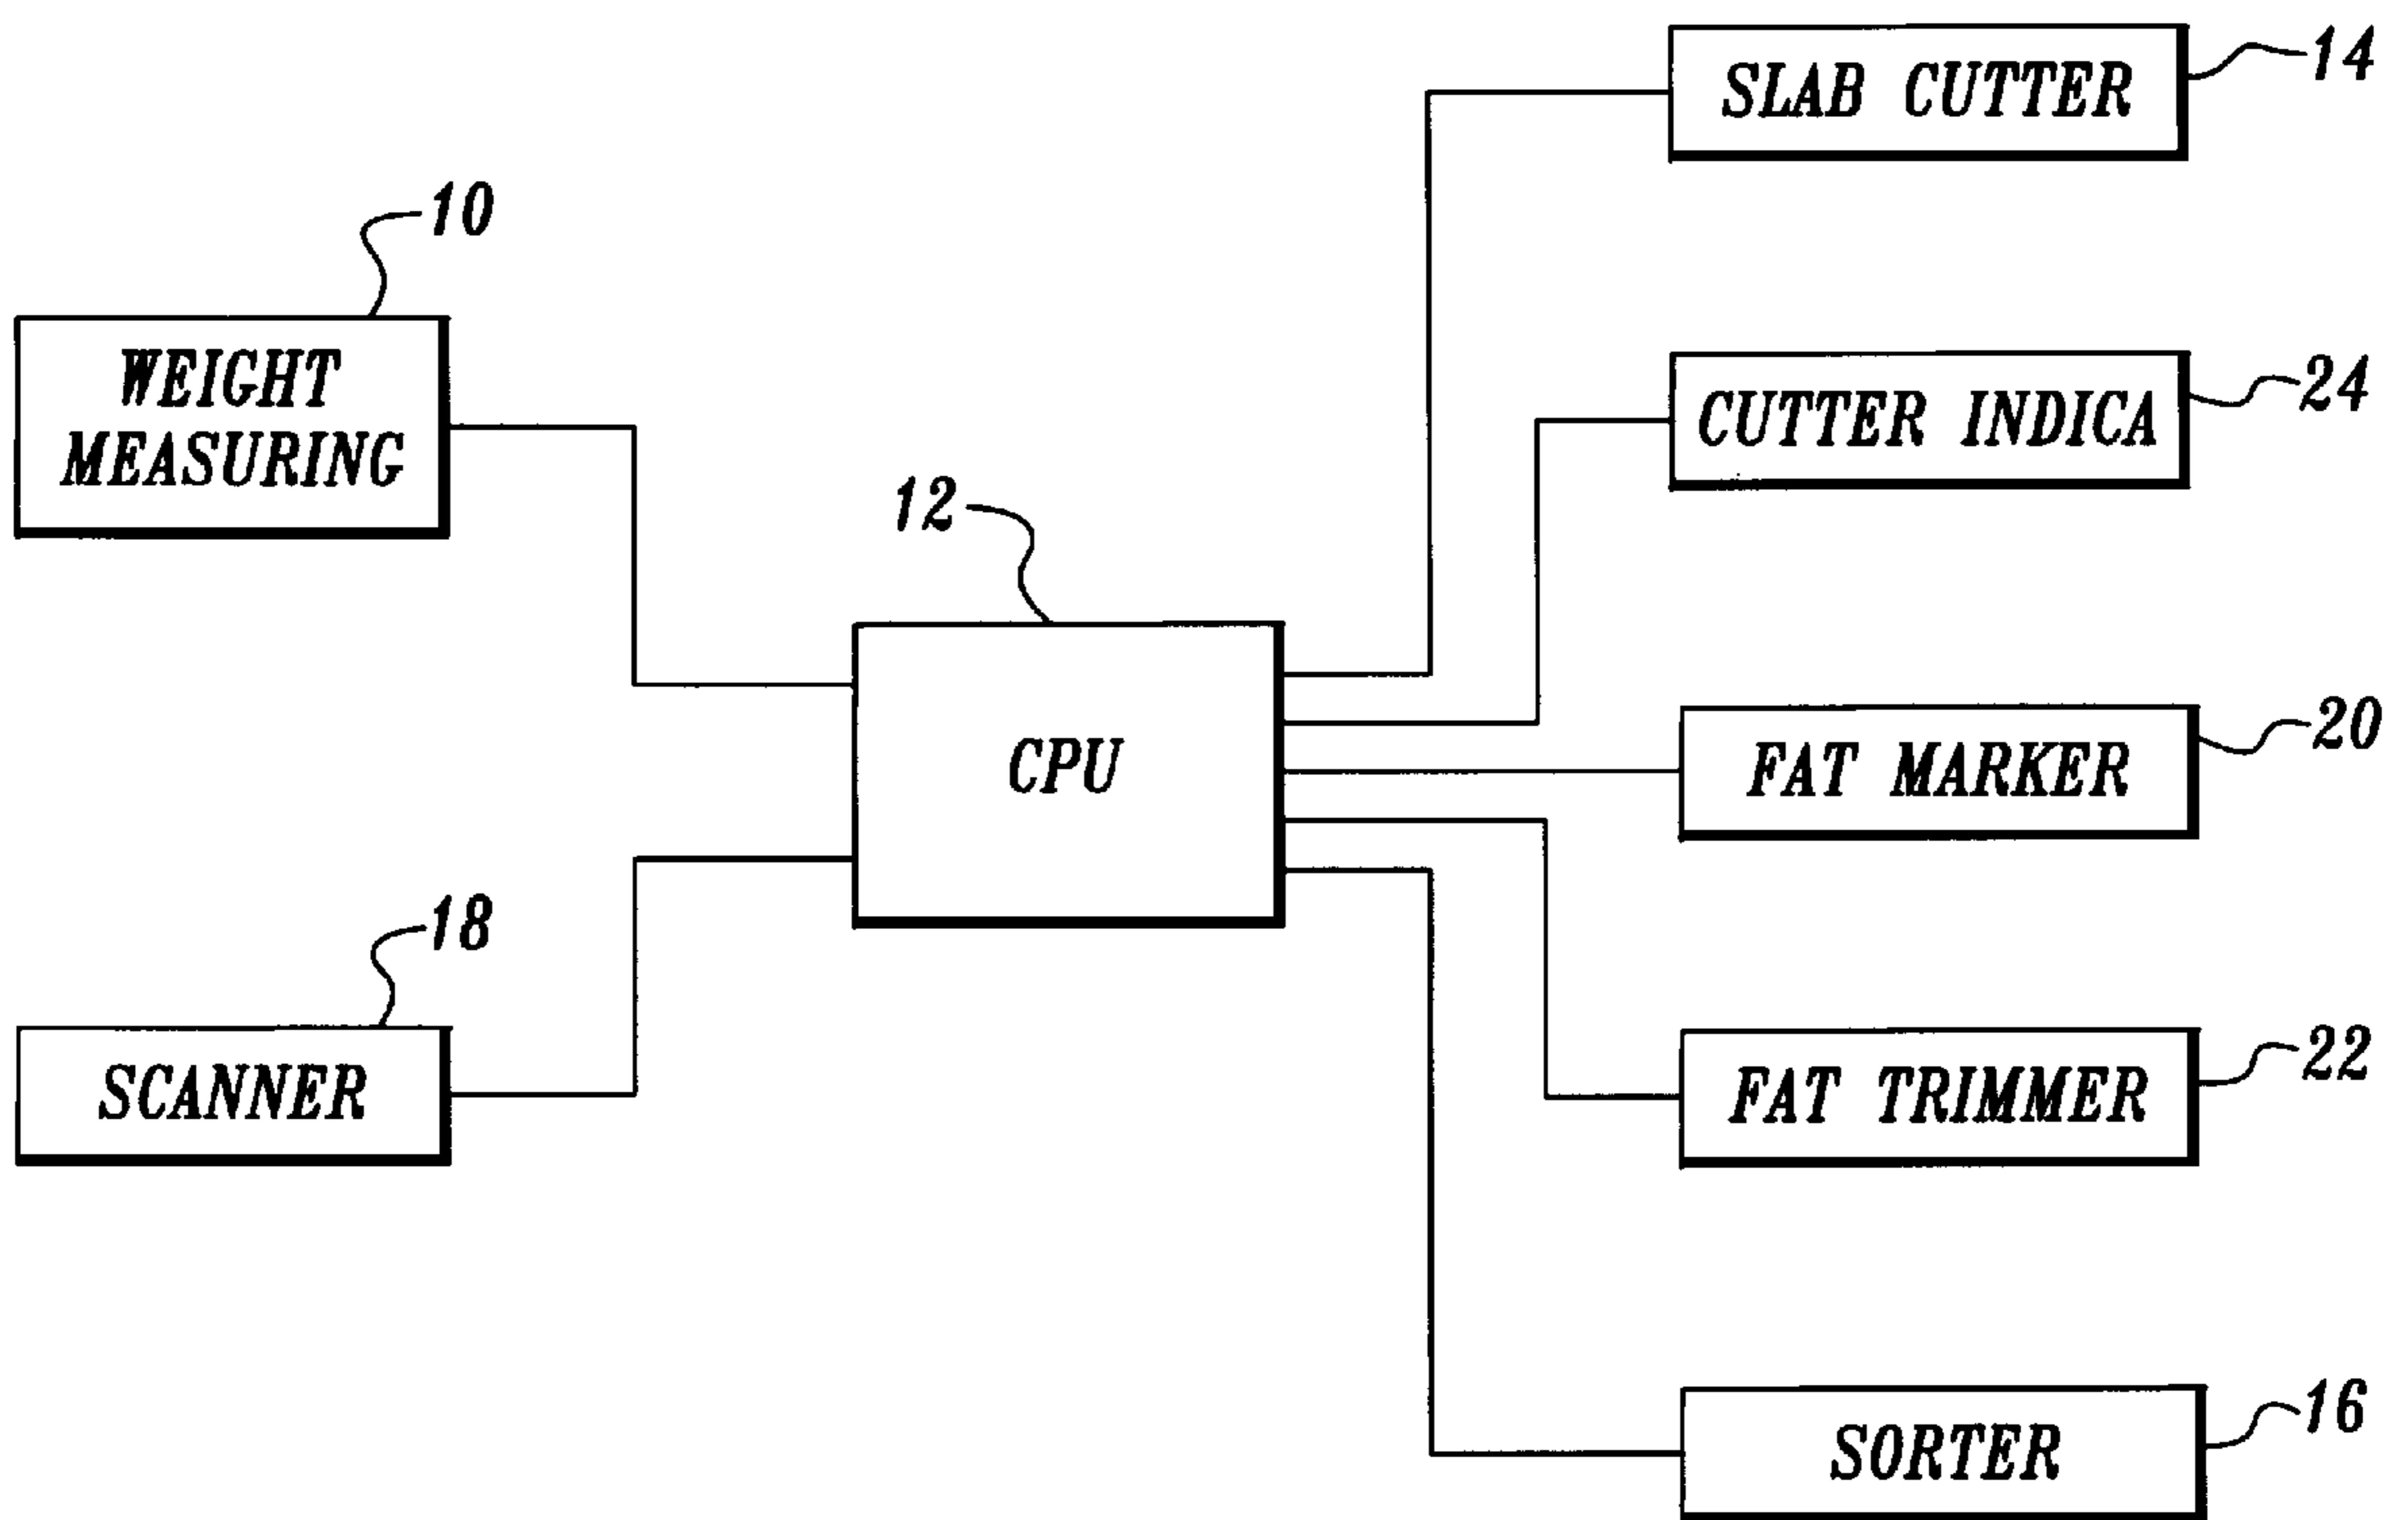 14
SLAB CUTTER
10
24
WEIGHT
MEASURING
CUTTER INDICA
12
20
CPU
FAT MARKER
18
22
SCANNER
FAT TRIMMER
16
SORTER